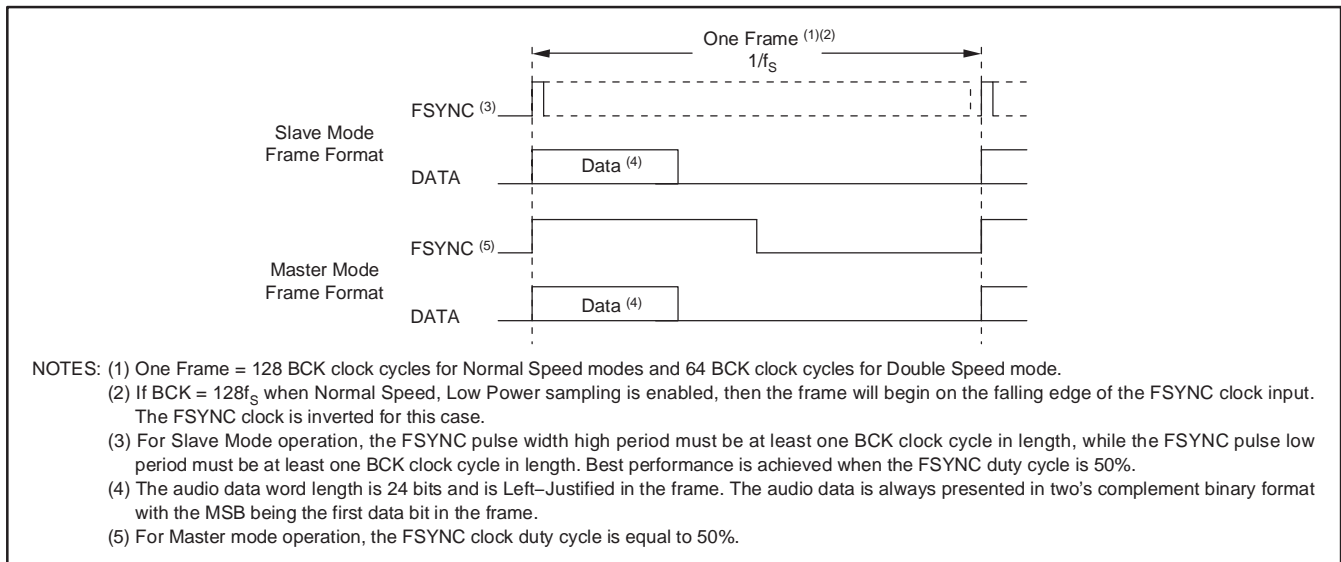 One Frame (1)(2)
1/fS
FSYNC (3)
Slave Mode
Frame Format
Data (4)
DATA
FSYNC (5)
Master Mode
Frame Format
Data (4)
DATA
NOTES: (1) One Frame = 128 BCK clock cycles for Normal Speed modes and 64 BCK clock cycles for Double Speed mode.
(2) If BCK = 128fS when Normal Speed, Low Power sampling is enabled, then the frame will begin on the falling edge of the FSYNC clock input.
The FSYNC clock is inverted for this case.
(3) For Slave Mode operation, the FSYNC pulse width high period must be at least one BCK clock cycle in length, while the FSYNC pulse low
period must be at least one BCK clock cycle in length. Best performance is achieved when the FSYNC duty cycle is 50%.
(4) The audio data word length is 24 bits and is Left–Justified in the frame. The audio data is always presented in two's complement binary format
with the MSB being the first data bit in the frame.
(5) For Master mode operation, the FSYNC clock duty cycle is equal to 50%.